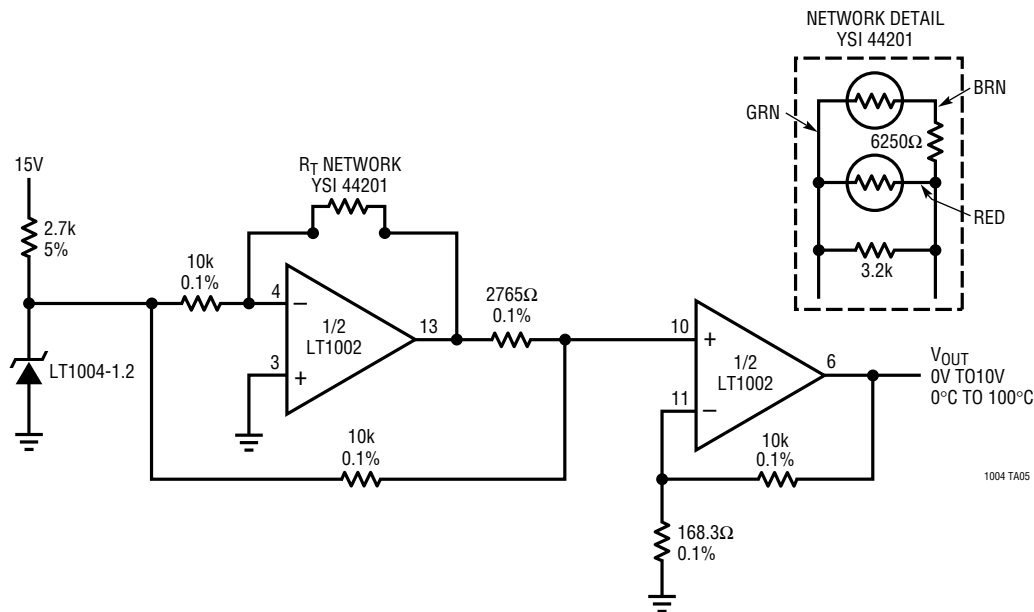 NETWORK DETAIL
YSI 44201
GRN
BRN
6250Ω
RED
3.2k
15V
2.7k
5%
LT1004-1.2
10k
0.1%
RT NETWORK
YSI 44201
4
−
3
+
1/2
LT1002
13
2765Ω
0.1%
10k
0.1%
10
+
11
−
1/2
LT1002
6
10k
0.1%
168.3Ω
0.1%
VOUT
0V TO10V
0°C TO 100°C
1004 TA05